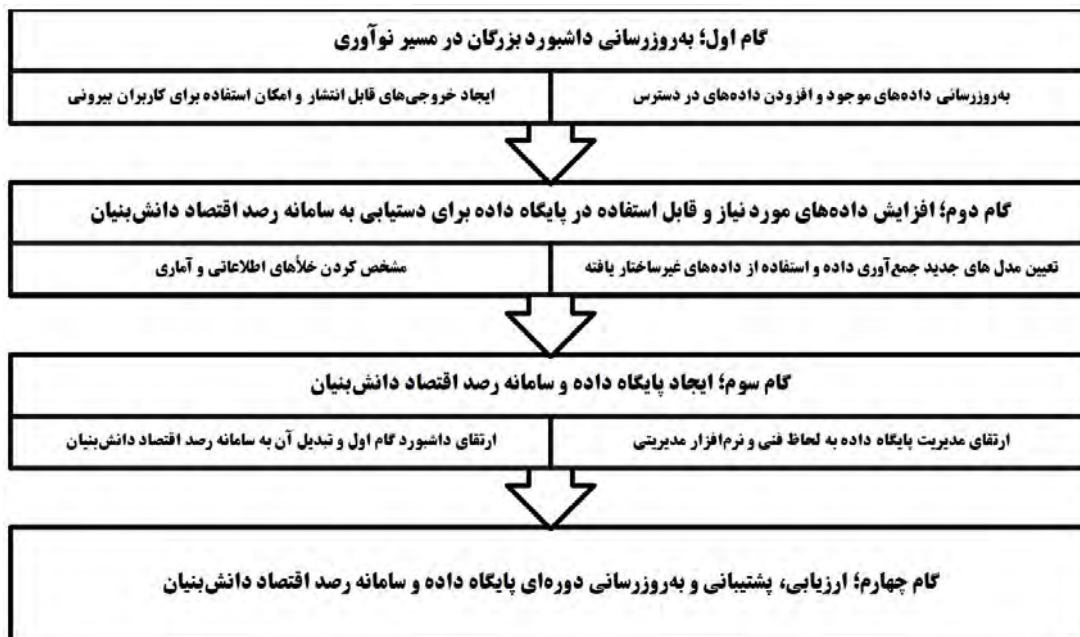 گام اول؛ به‌روزرسانی داشبورد بزرگان در مسیر نوآوری
به‌روزرسانی داده‌های موجود و افزودن داده‌های در دسترس
ایجاد خروجی‌های قابل انتشار و امکان استفاده برای کاربران بیرونی
گام دوم؛ افزایش داده‌های مورد نیاز و قابل استفاده در پایگاه داده برای دستیابی به سامانه رصد اقتصاد دانش‌بنیان
تعیین مدل های جدید جمع‌آوری داده و استفاده از داده‌های غیرساختار یافته
مشخص کردن خلأهای اطلاعاتی و آماری
گام سوم؛ ایجاد پایگاه داده و سامانه رصد اقتصاد دانش‌بنیان
ارتقای مدیریت پایگاه داده به لحاظ فنی و نرم‌افزار مدیریتی
ارتقای داشبورد گام اول و تبدیل آن به سامانه رصد اقتصاد دانش‌بنیان
گام چهارم؛ ارزیابی، پشتیبانی و به‌روزرسانی دوره‌ای پایگاه داده و سامانه رصد اقتصاد دانش‌بنیان